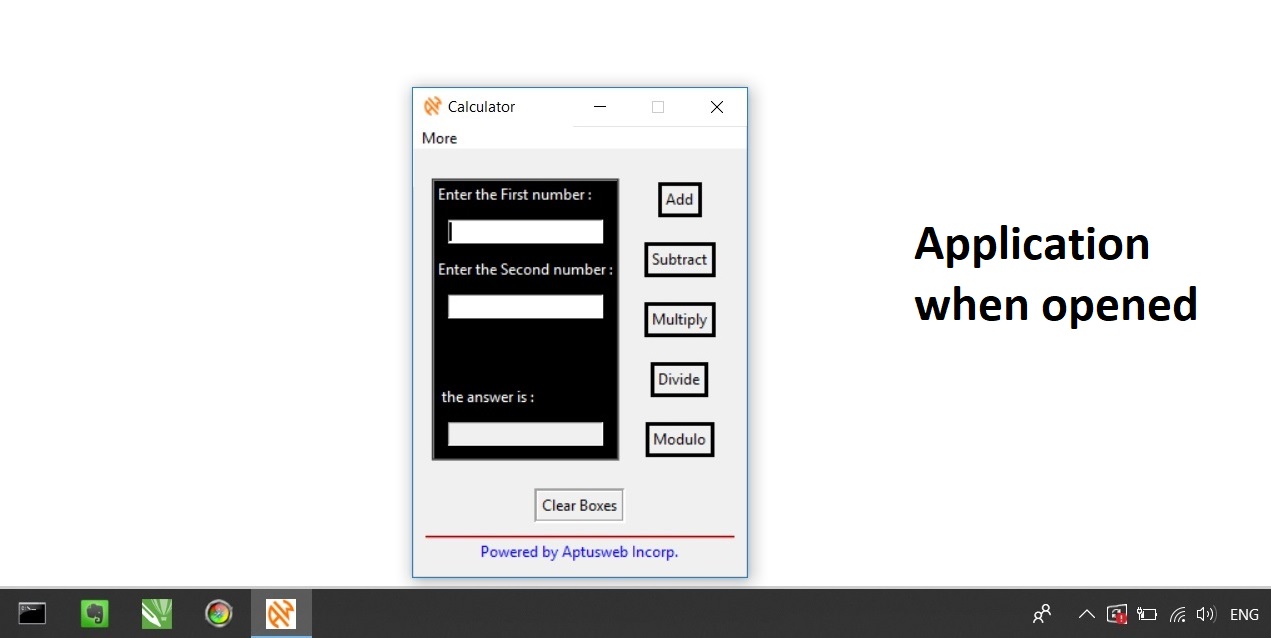 Calculator
More
Enter the First number :
Enter the Second number :
the answer is :
Add
Subtract
Multiply
Divide
Modulo
Clear Boxes
Powered by Aptusweb Incorp.
Application
when opened
ENG